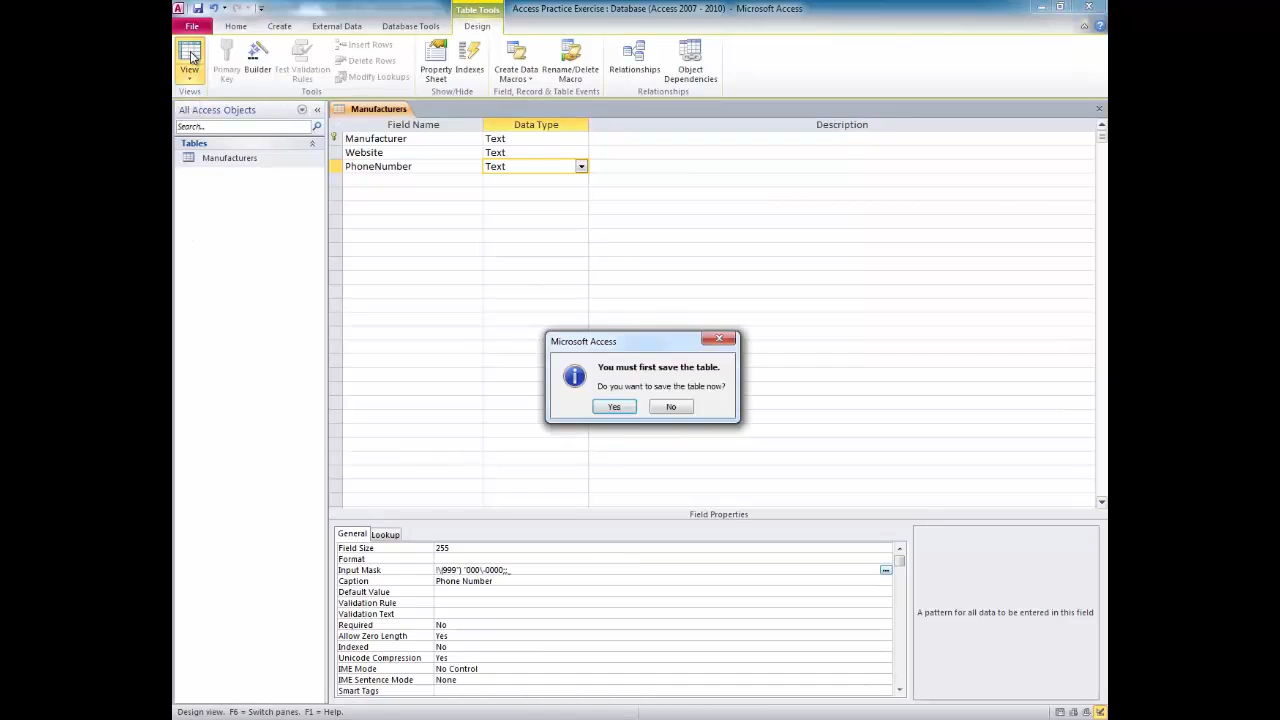 Table Tools
Access Practice Exercise : Database (Access 2007 - 2010) - Microsoft Access
File
Home
Create
External Data
Database Tools
Design
View
Primary Key
Builder
Test Validation Rules
Insert Rows
Delete Rows
Modify Lookups
Property Sheet
Indexes
Create Data Macros
Rename/Delete Macro
Relationships
Object Dependencies
Views
Tools
Show/Hide
Field, Record & Table Events
Relationships
All Access Objects
Search...
Tables
Manufacturers
Manufacturers
Field Name
Data Type
Description
Manufacturer
Text
Website
Text
PhoneNumber
Text
Microsoft Access
You must first save the table.
Do you want to save the table now?
Yes
No
Field Properties
General
Lookup
Field Size
255
Format
Input Mask
!\(999") "000\-0000;;_
Caption
Phone Number
Default Value
Validation Rule
Validation Text
Required
No
Allow Zero Length
Yes
Indexed
No
Unicode Compression
Yes
IME Mode
No Control
IME Sentence Mode
None
Smart Tags
A pattern for all data to be entered in this field
Design view. F6 = Switch panes. F1 = Help.